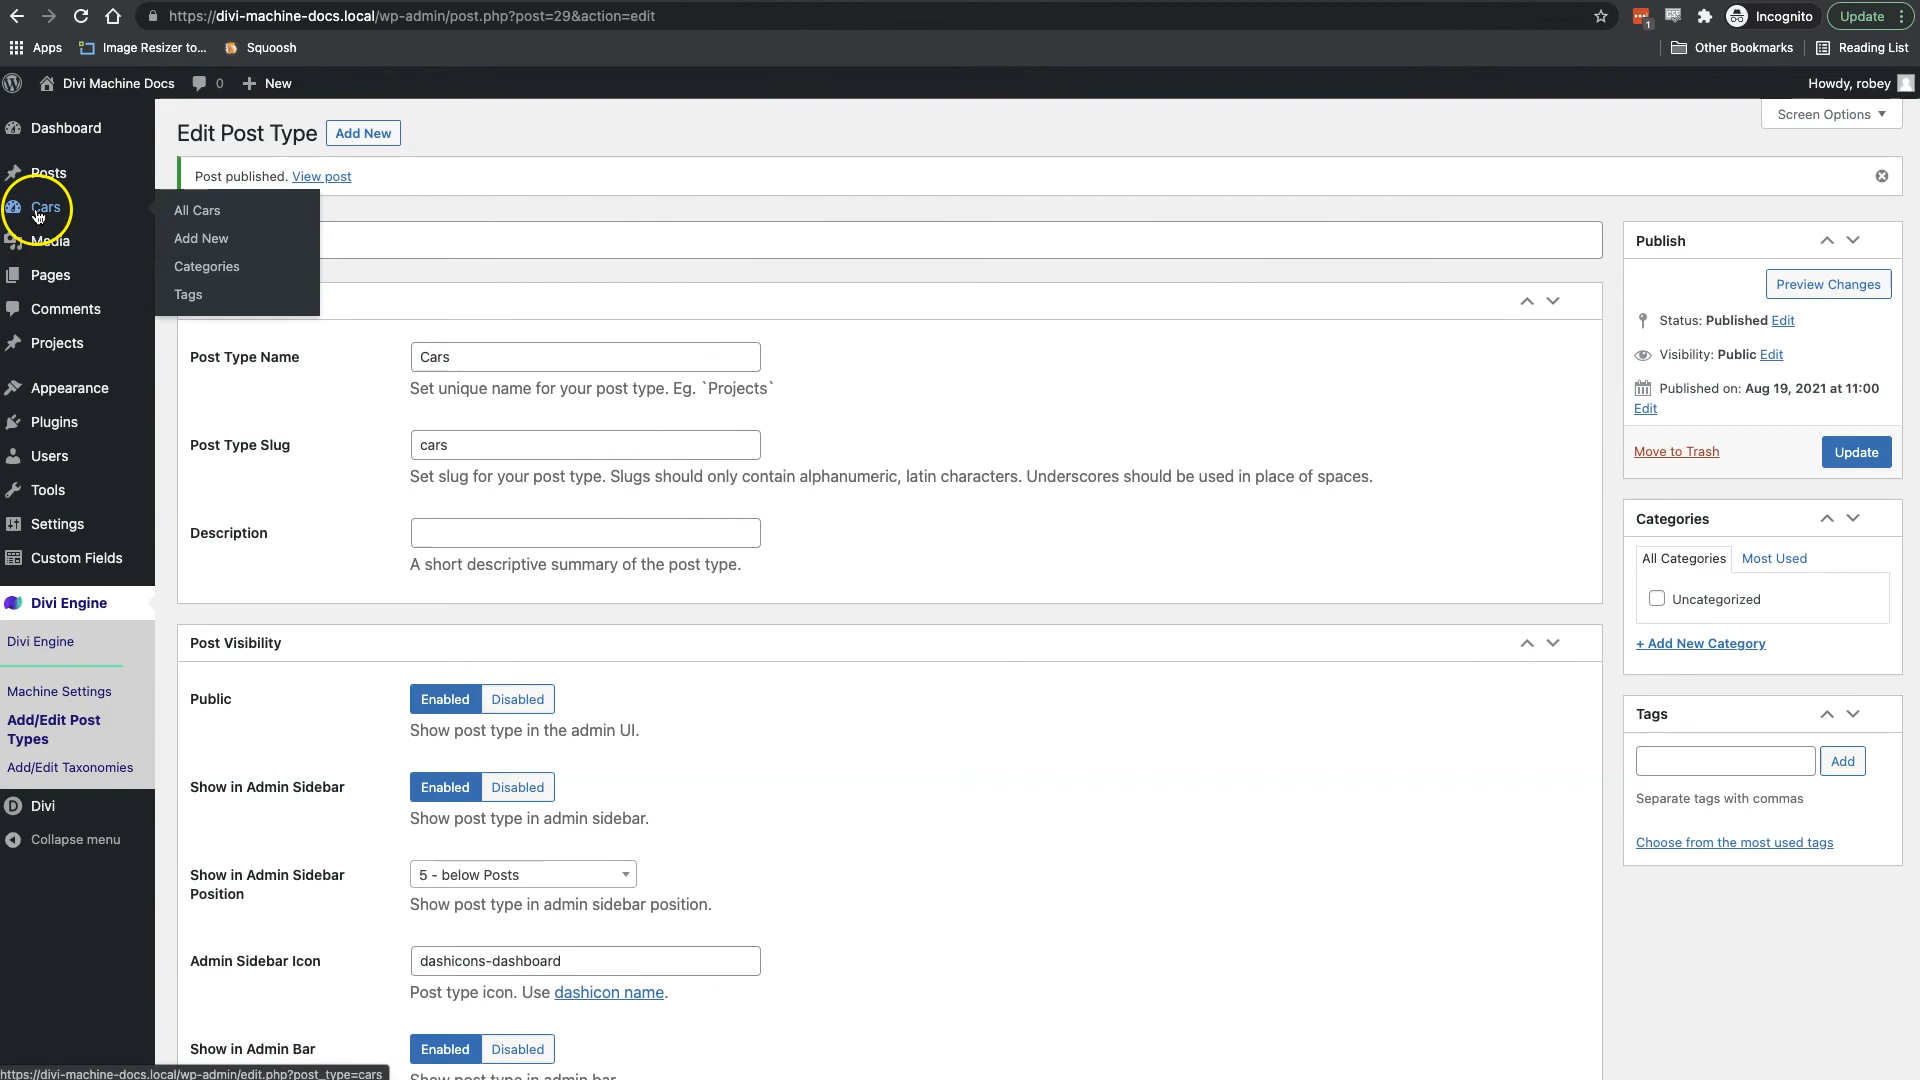 https://divi-machine-docs.local/wp-admin/post.php?post=29&action=edit
1
Incognito
Update
Apps
Image Resizer to...
Squoosh
Other Bookmarks
Reading List
Divi Machine Docs
0
+ New
Howdy, robey
Screen Options
Dashboard
Posts
Cars
Media
Pages
Comments
Projects
Appearance
Plugins
Users
Tools
Settings
Custom Fields
Divi Engine
Divi Engine
Machine Settings
Add/Edit Post
Types
Add/Edit Taxonomies
Divi
Collapse menu
All Cars
Add New
Categories
Tags
Edit Post Type
Add New
Post published. View post
Post Type Name
Cars
Set unique name for your post type. Eg. `Projects`
Post Type Slug
cars
Set slug for your post type. Slugs should only contain alphanumeric, latin characters. Underscores should be used in place of spaces.
Description
A short descriptive summary of the post type.
Post Visibility
Public
Enabled
Disabled
Show post type in the admin UI.
Show in Admin Sidebar
Enabled
Disabled
Show post type in admin sidebar.
Show in Admin Sidebar
Position
5 - below Posts
Show post type in admin sidebar position.
Admin Sidebar Icon
dashicons-dashboard
Post type icon. Use dashicon name.
Show in Admin Bar
Enabled
Disabled
Show post type in admin bar
Publish
Preview Changes
Status: Published Edit
Visibility: Public Edit
Published on: Aug 19, 2021 at 11:00
Edit
Move to Trash
Update
Categories
All Categories
Most Used
Uncategorized
+ Add New Category
Tags
Add
Separate tags with commas
Choose from the most used tags
https://divi-machine-docs.local/wp-admin/edit.php?post_type=cars